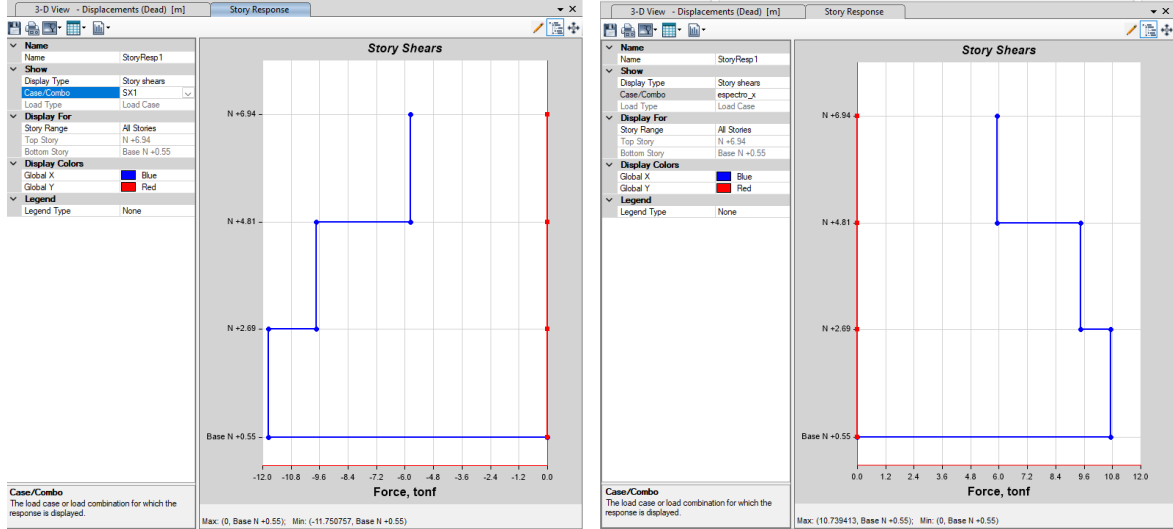 3-D View - Displacements (Dead) [m]
Story Response
Name
Name StoryResp1
Show
Display Type Story shears
Case/Combo SX1
Load Type Load Case
Display For
Story Range All Stories
Top Story N +6.94
Bottom Story Base N +0.55
Display Colors
Global X Blue
Global Y Red
Legend
Legend Type None
Case/Combo
The load case or load combination for which the
response is displayed.
Story Shears
N +6.94
N +4.81
N +2.69
Base N +0.55
-12.0 -10.8 -9.6 -8.4 -7.2 -6.0 -4.8 -3.6 -2.4 -1.2 0.0
Force, tonf
Max: (0, Base N +0.55); Min: (-11.750757, Base N +0.55)
3-D View - Displacements (Dead) [m]
Story Response
Name
Name StoryResp1
Show
Display Type Story shears
Case/Combo espectro_x
Load Type Load Case
Display For
Story Range All Stories
Top Story N +6.94
Bottom Story Base N +0.55
Display Colors
Global X Blue
Global Y Red
Legend
Legend Type None
Case/Combo
The load case or load combination for which the
response is displayed.
Story Shears
N +6.94
N +4.81
N +2.69
Base N +0.55
0.0 1.2 2.4 3.6 4.8 6.0 7.2 8.4 9.6 10.8 12.0
Force, tonf
Max: (10.739413, Base N +0.55); Min: (0, Base N +0.55)